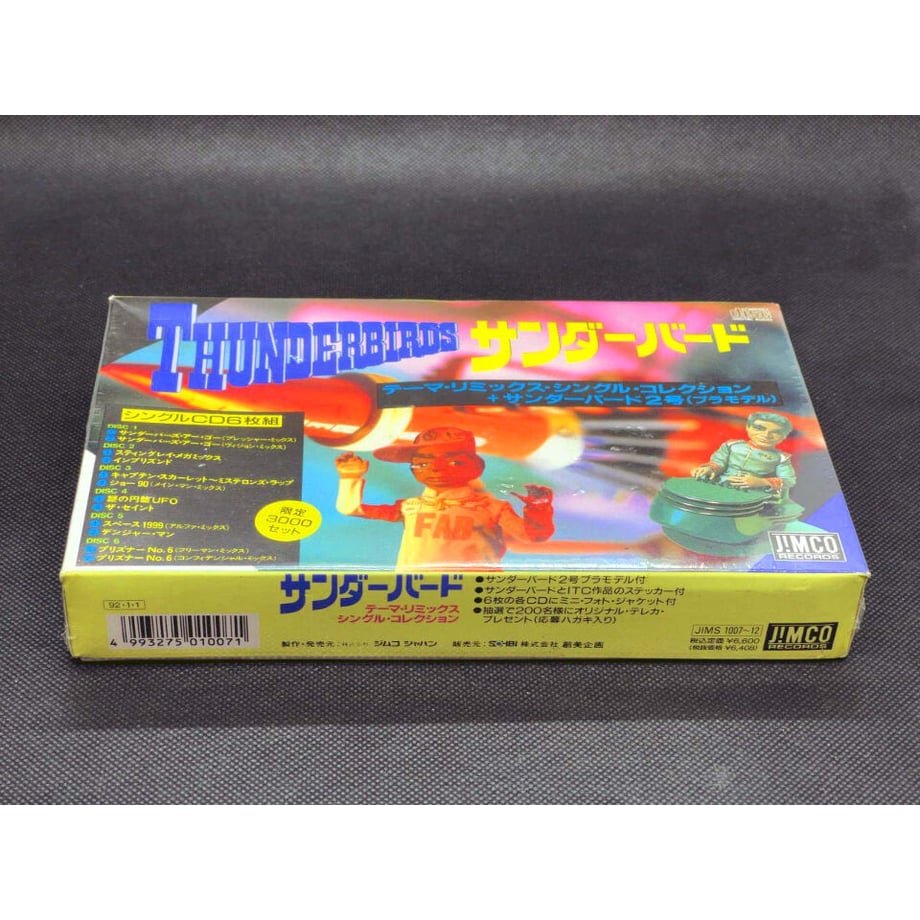 THUNDERBIRDS サンダーバード
テーマ・リミックス・シングル・コレクション
+サンダーバード2号(プラモデル)
シングルCD6枚組
DISC 1
サンダーバーズ・アー・ゴー(プレッシャー・ミックス)
サンダーバーズ・アー・ゴー(ヴィジョン・ミックス)
DISC 2
スティングレイ・メガミックス
インプリズンド
DISC 3
キャプテン・スカーレット〜ミステロンズ・ラップ
ジョー90(メイン・マン・ミックス)
DISC 4
謎の円盤UFO
ザ・セイント
DISC 5
スペース1999(アルファ・ミックス)
デンジャー・マン
DISC 6
プリズナーNo.6(フリーマン・ミックス)
プリズナーNo.6(コンフィデンシャル・ミックス)
限定
3000
セット
FAB
JIMCO
RECORDS
92・1・1
4 993275 010071
サンダーバード
テーマ・リミックス
シングル・コレクション
●サンダーバード2号プラモデル付
●サンダーバードとITC作品のステッカー付
●6枚の各CDにミニ・フォト・ジャケット付
●抽選で200名様にオリジナル・テレカ・
プレゼント(応募ハガキ入り)
製作・発売元:株式会社 ジムコ ジャパン 販売元:SOHBI株式会社 創美企画
JIMS 1007〜12
税込定価 ¥6,600
(税抜価格 ¥6,408)
JIMCO
RECORDS